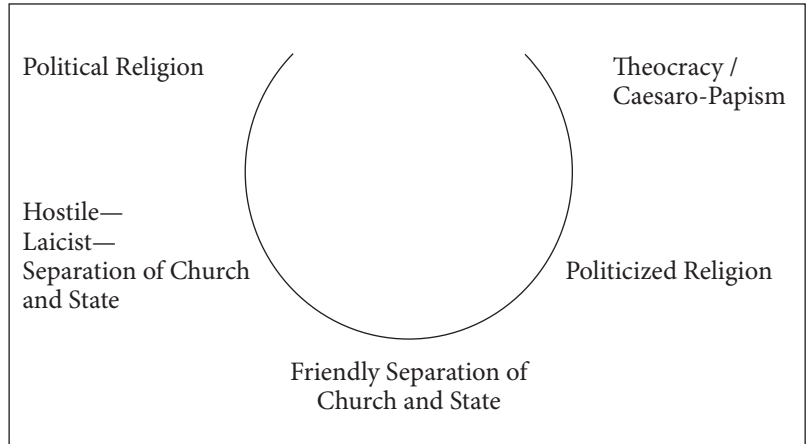 Political Religion
Theocracy /
Caesaro-Papism
Hostile—
Laicist—
Separation of Church
and State
Politicized Religion
Friendly Separation of
Church and State